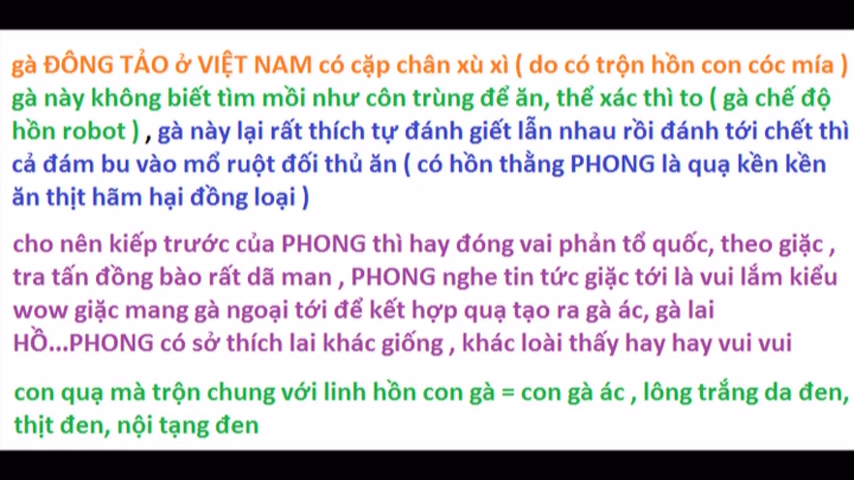 gà ĐÔNG TẢO ở VIỆT NAM có cặp chân xù xì ( do có trộn hồn con cóc mía )
gà này không biết tìm mồi như côn trùng để ăn, thể xác thì to ( gà chế độ
hồn robot ) , gà này lại rất thích tự đánh giết lẫn nhau rồi đánh tới chết thì
cả đám bu vào mổ ruột đối thủ ăn ( có hồn thằng PHONG là quạ kền kền
ăn thịt hãm hại đồng loại )
cho nên kiếp trước của PHONG thì hay đóng vai phản tổ quốc, theo giặc ,
tra tấn đồng bào rất dã man , PHONG nghe tin tức giặc tới là vui lắm kiểu
wow giặc mang gà ngoại tới để kết hợp quạ tạo ra gà ác, gà lai
HỒ...PHONG có sở thích lai khác giống , khác loài thấy hay hay vui vui
con quạ mà trộn chung với linh hồn con gà = con gà ác , lông trắng da đen,
thịt đen, nội tạng đen